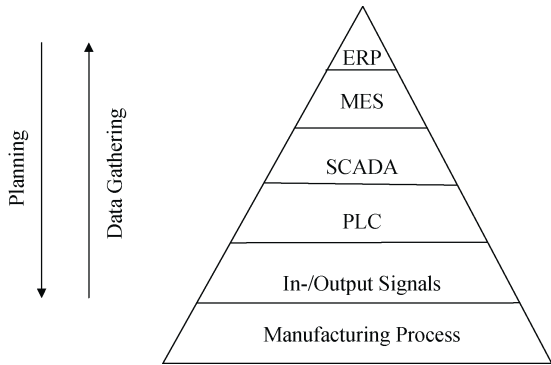 Planning
Data Gathering
ERP
MES
SCADA
PLC
In-/Output Signals
Manufacturing Process